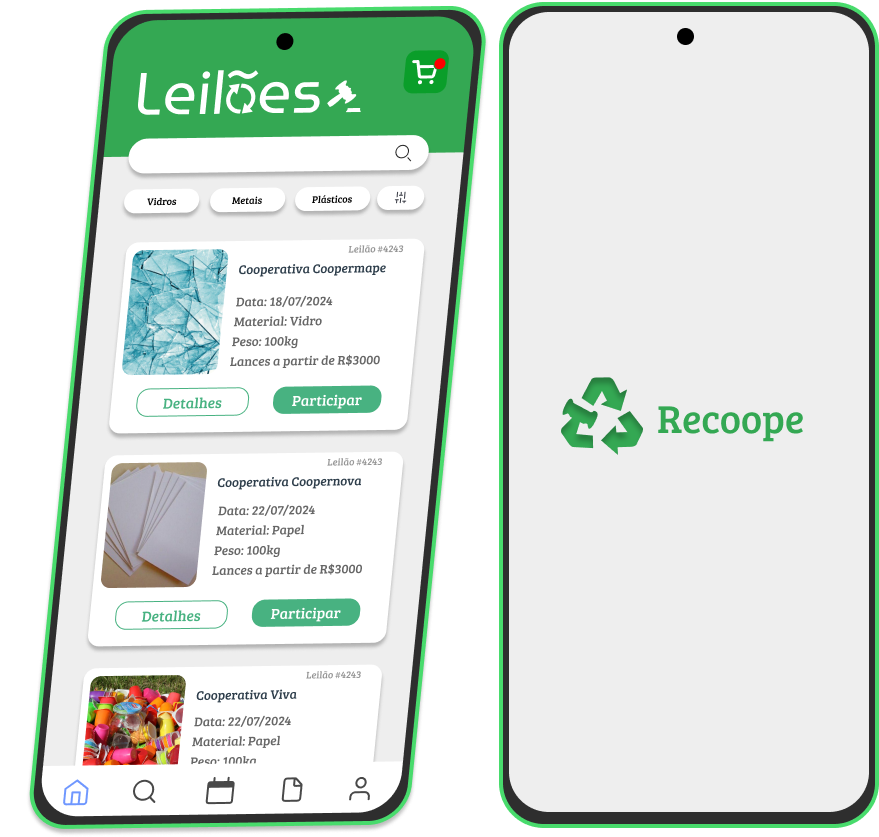 Leilões
Vidros
Metais
Plásticos
Leilão #4243
Cooperativa Coopermape
Data: 18/07/2024
Material: Vidro
Peso: 100kg
Lances a partir de R$3000
Detalhes
Participar
Leilão #4243
Cooperativa Coopernova
Data: 22/07/2024
Material: Papel
Peso: 100kg
Lances a partir de R$3000
Detalhes
Participar
Leilão #4243
Cooperativa Viva
Data: 22/07/2024
Material: Papel
Peso: 100kg
Recoope